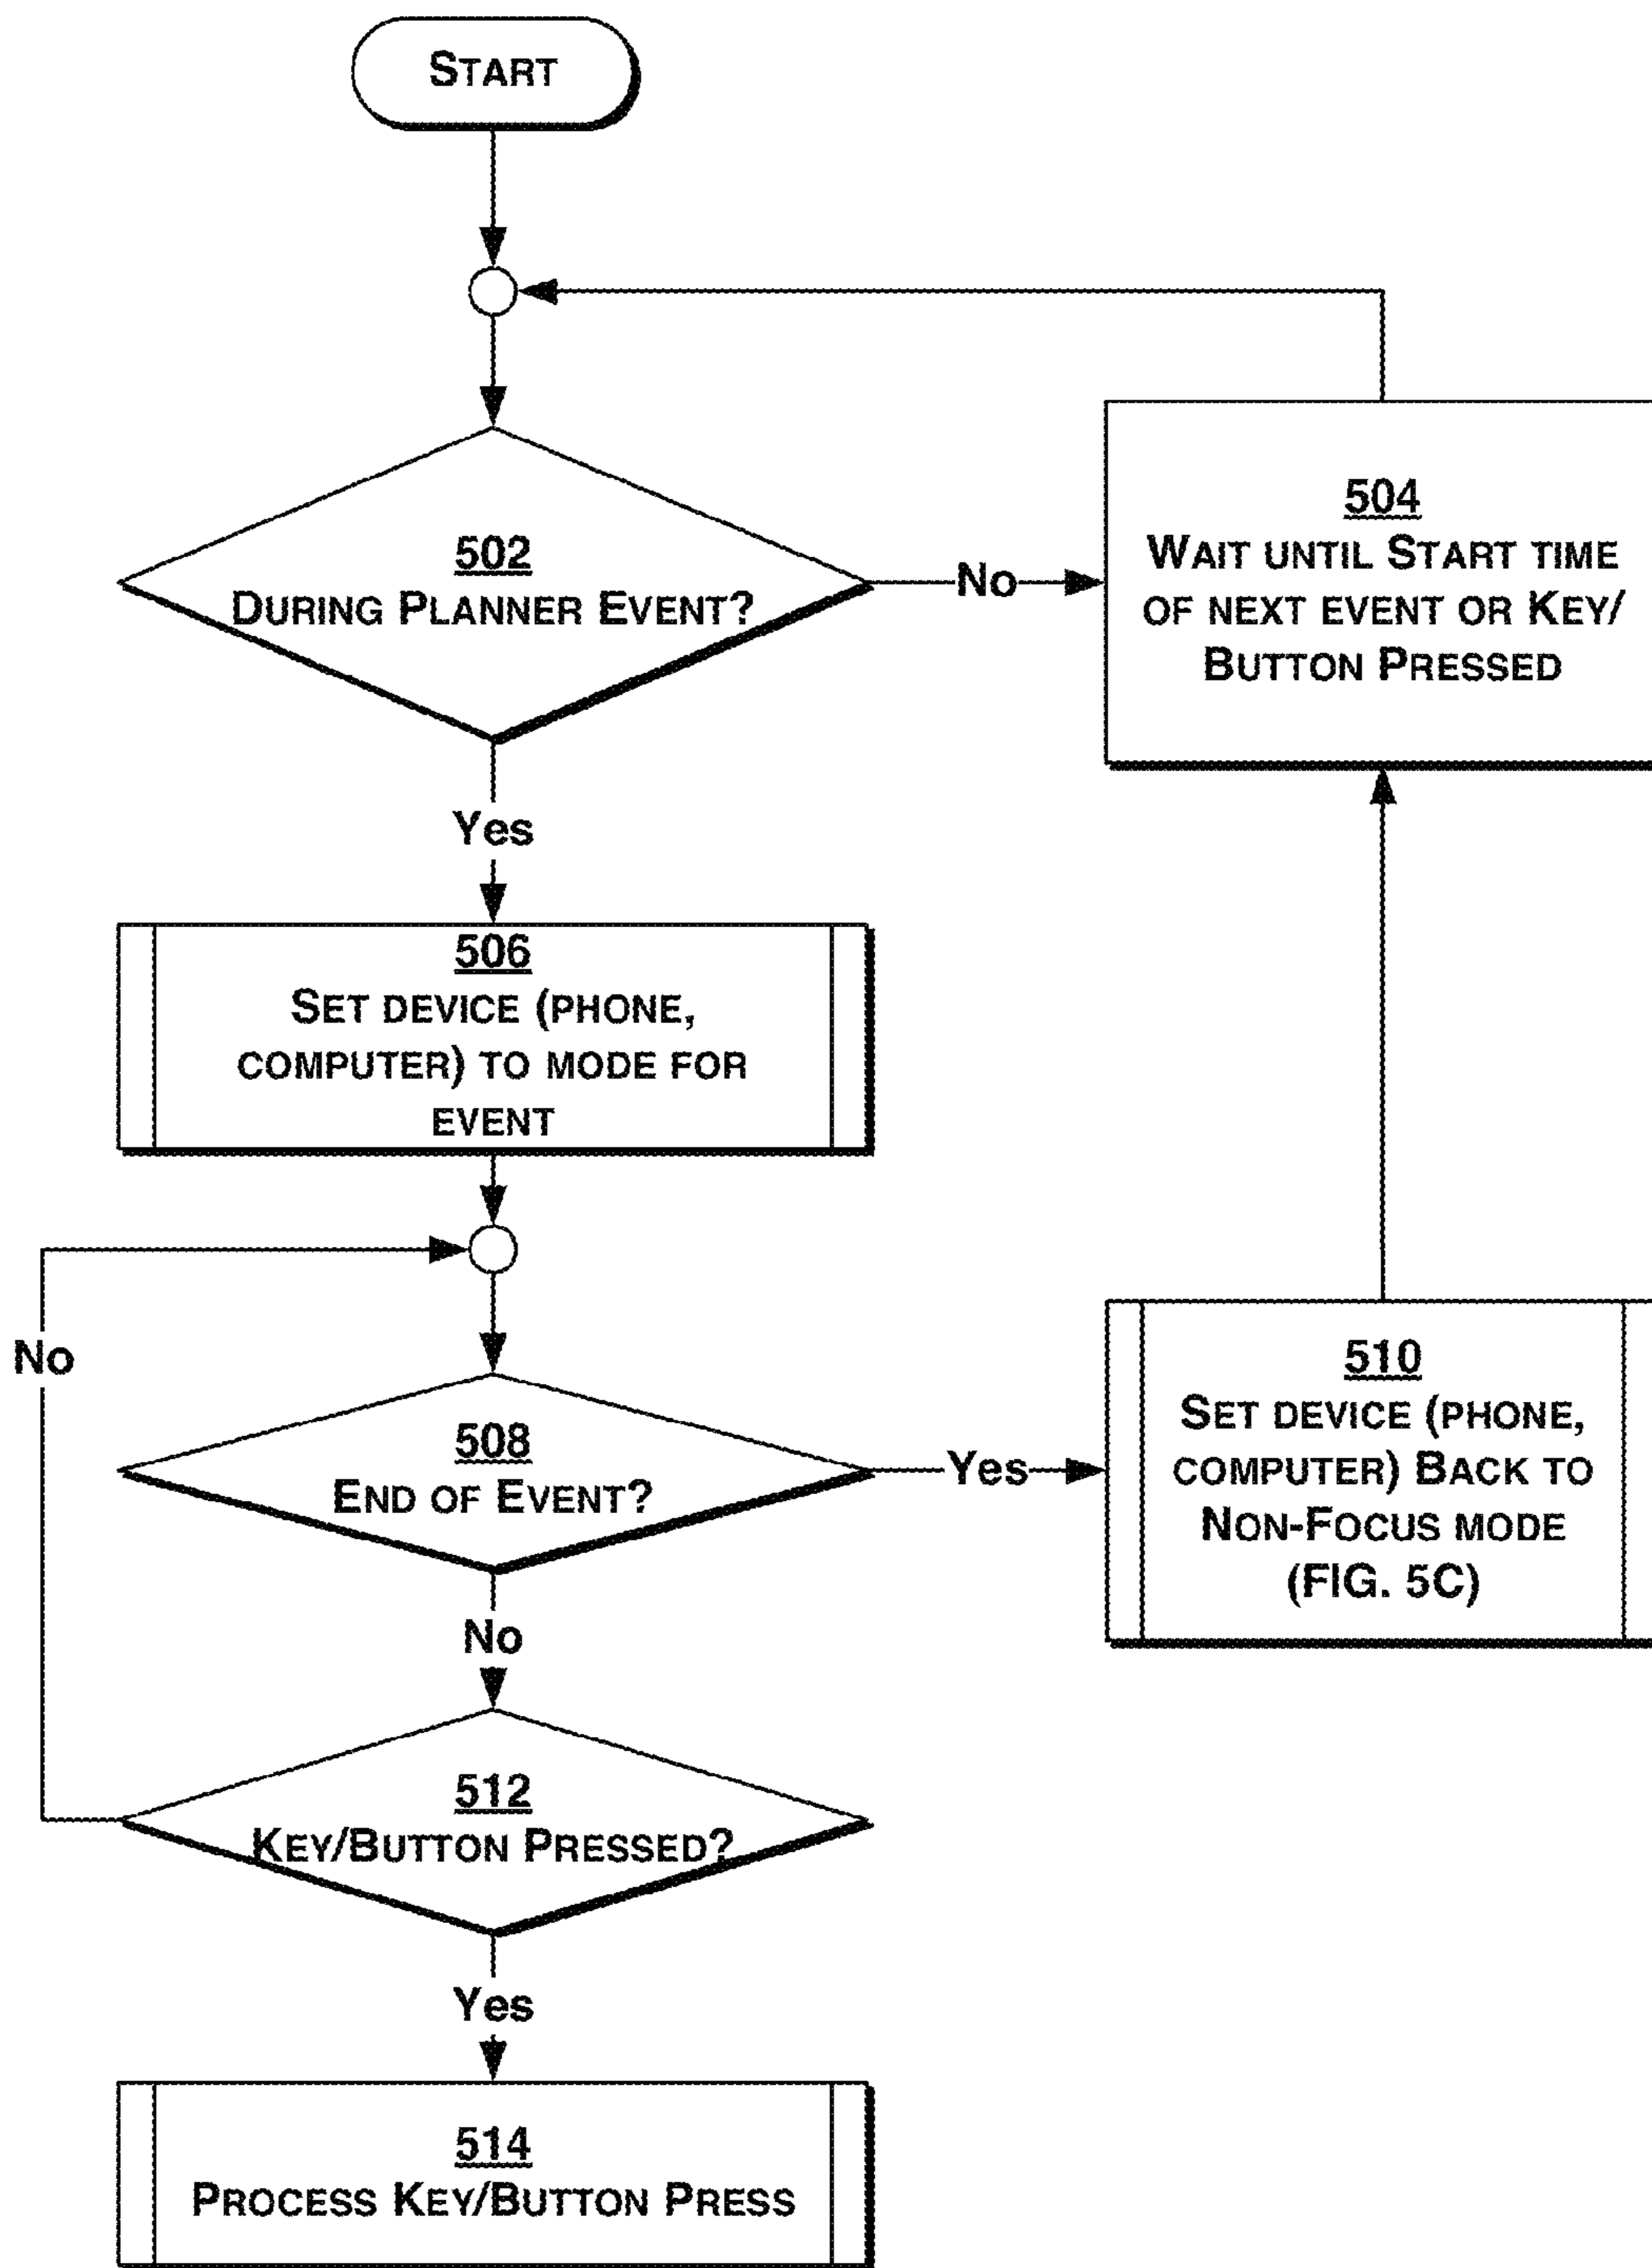 START
502
DURING PLANNER EVENT?
No
504
WAIT UNTIL START TIME
OF NEXT EVENT OR KEY/
BUTTON PRESSED
Yes
506
SET DEVICE (PHONE,
COMPUTER) TO MODE FOR
EVENT
No
508
END OF EVENT?
Yes
510
SET DEVICE (PHONE,
COMPUTER) BACK TO
NON-FOCUS MODE
(FIG. 5C)
No
512
KEY/BUTTON PRESSED?
Yes
514
PROCESS KEY/BUTTON PRESS